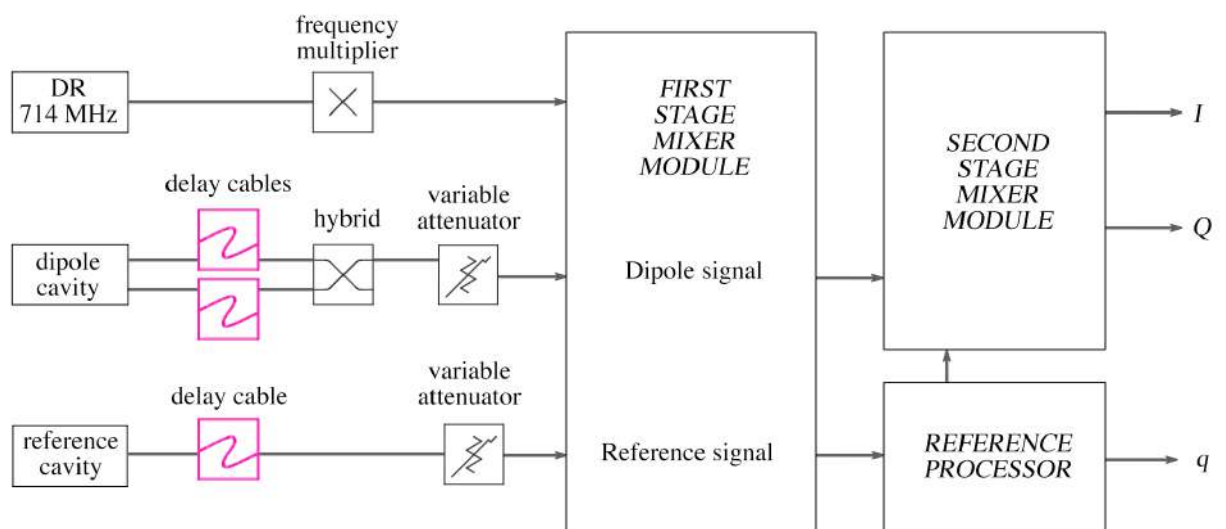 frequency
multiplier
DR
714 MHz
FIRST
STAGE
MIXER
MODULE
SECOND
STAGE
MIXER
MODULE
I
Q
delay cables
hybrid
variable
attenuator
dipole
cavity
Dipole signal
delay cable
variable
attenuator
reference
cavity
Reference signal
REFERENCE
PROCESSOR
q